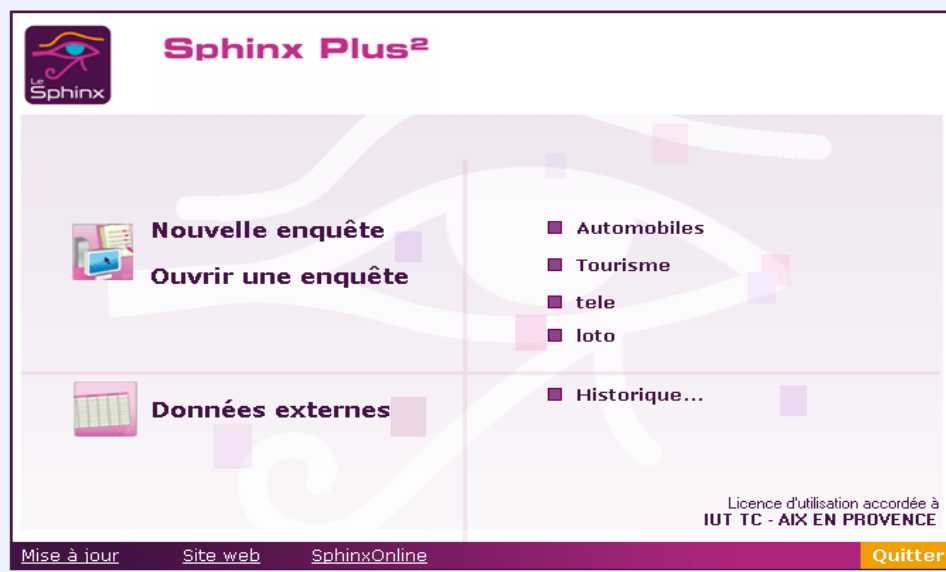 Le
Sphinx
Sphinx Plus²
Nouvelle enquête
Ouvrir une enquête
Données externes
Automobiles
Tourisme
tele
loto
Historique...
Licence d'utilisation accordée à
IUT TC - AIX EN PROVENCE
Mise à jour
Site web
SphinxOnline
Quitter